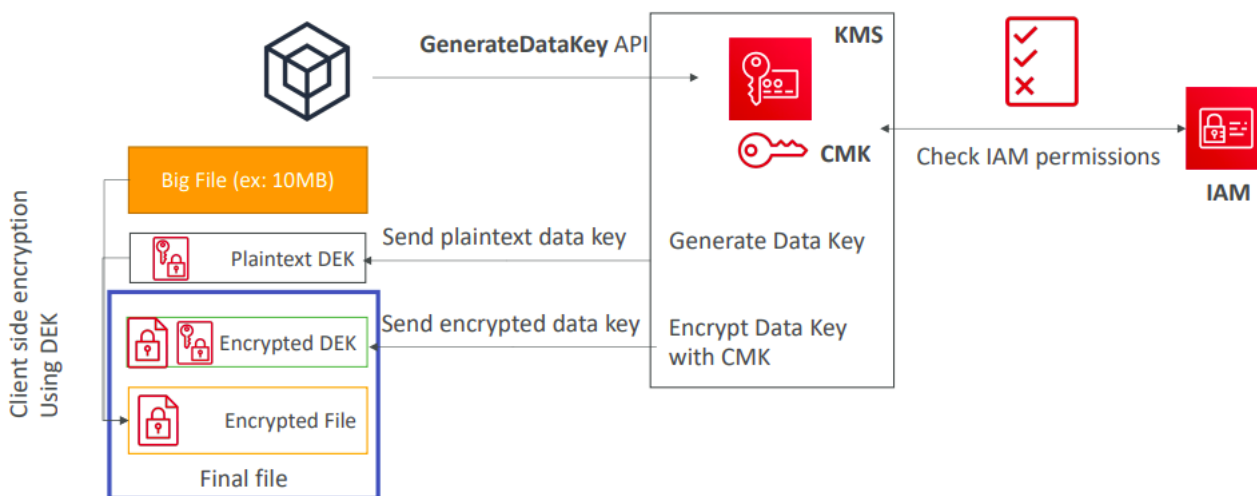 GenerateDataKey API
KMS
CMK
Check IAM permissions
IAM
Big File (ex: 10MB)
Send plaintext data key
Generate Data Key
Plaintext DEK
Client side encryption
Using DEK
Send encrypted data key
Encrypt Data Key
with CMK
Encrypted DEK
Encrypted File
Final file